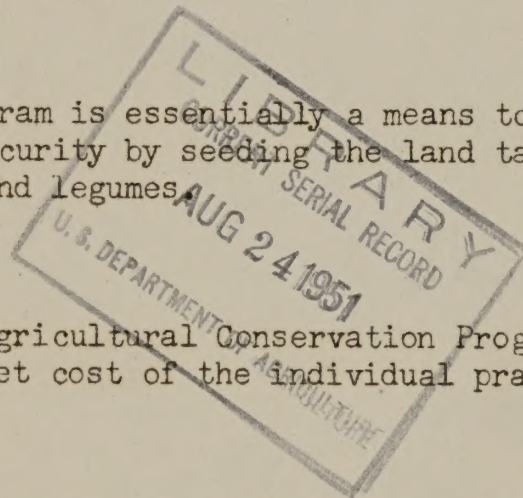 ram is essentially a means to
curity by seeding the land ta
nd legumes.
LIBRARY
CURRENT SERIAL RECORD
AUG 24 1951
U. S. DEPARTMENT OF AGRICULTURE
gricultural Conservation Prog
et cost of the individual pra